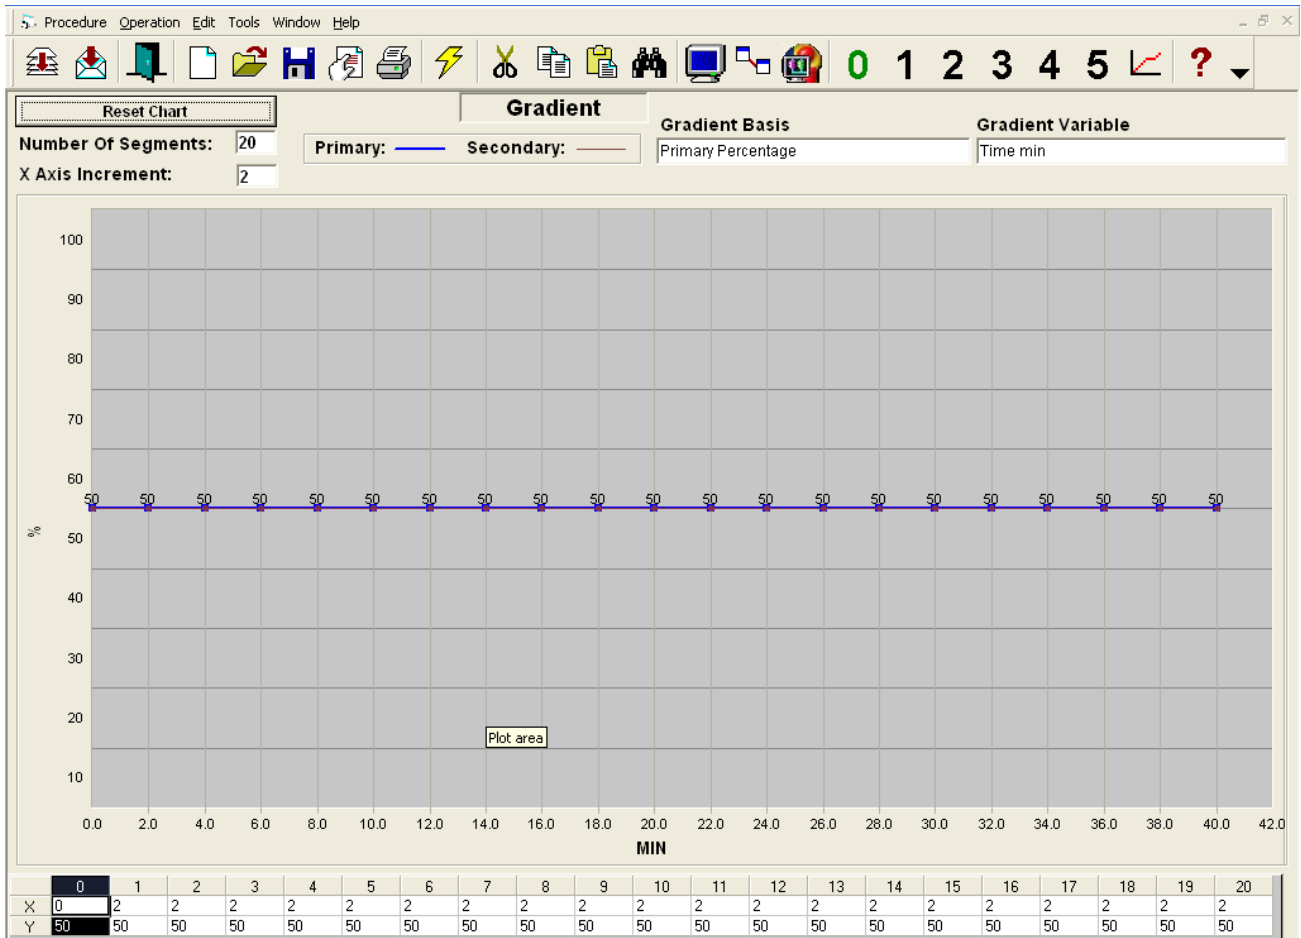 Procedure Operation Edit Tools Window Help
0 1 2 3 4 5 ?
Reset Chart
Gradient
Number Of Segments: 20
Primary: Secondary:
Gradient Basis
Gradient Variable
Primary Percentage
Time min
X Axis Increment: 2
100
90
80
70
60
50 50 50 50 50 50 50 50 50 50 50 50 50 50 50 50 50 50 50 50 50
%
50
40
30
20
Plot area
10
0.0 2.0 4.0 6.0 8.0 10.0 12.0 14.0 16.0 18.0 20.0 22.0 24.0 26.0 28.0 30.0 32.0 34.0 36.0 38.0 40.0 42.0
MIN
0 1 2 3 4 5 6 7 8 9 10 11 12 13 14 15 16 17 18 19 20
X 0 2 2 2 2 2 2 2 2 2 2 2 2 2 2 2 2 2 2 2 2
Y 50 50 50 50 50 50 50 50 50 50 50 50 50 50 50 50 50 50 50 50 50